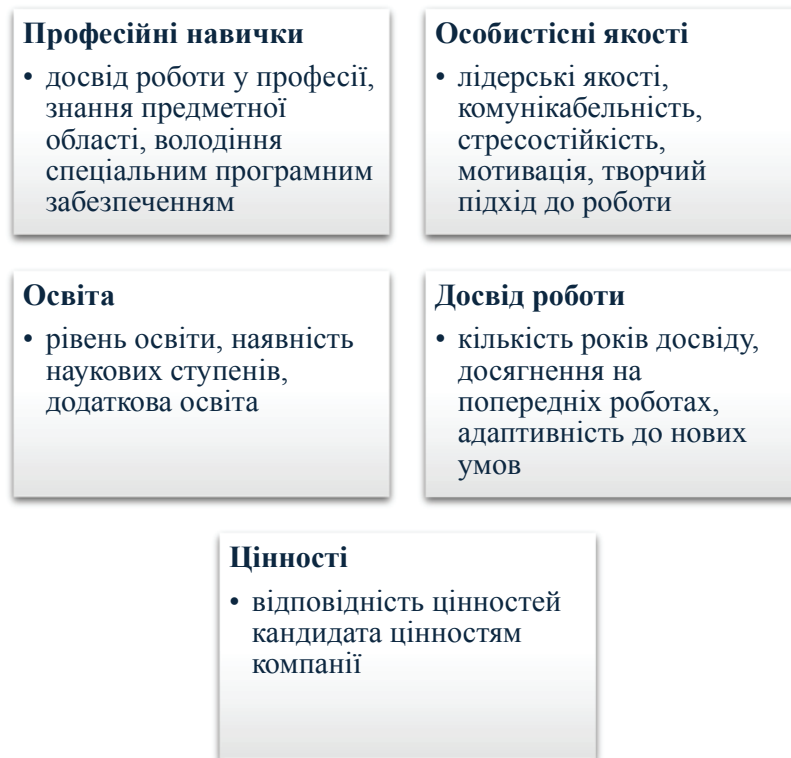 Професійні навички
• досвід роботи у професії,
знання предметної
області, володіння
спеціальним програмним
забезпеченням
Особистісні якості
• лідерські якості,
комунікабельність,
стресостійкість,
мотивація, творчий
підхід до роботи
Освіта
• рівень освіти, наявність
наукових ступенів,
додаткова освіта
Досвід роботи
• кількість років досвіду,
досягнення на
попередніх роботах,
адаптивність до нових
умов
Цінності
• відповідність цінностей
кандидата цінностям
компанії